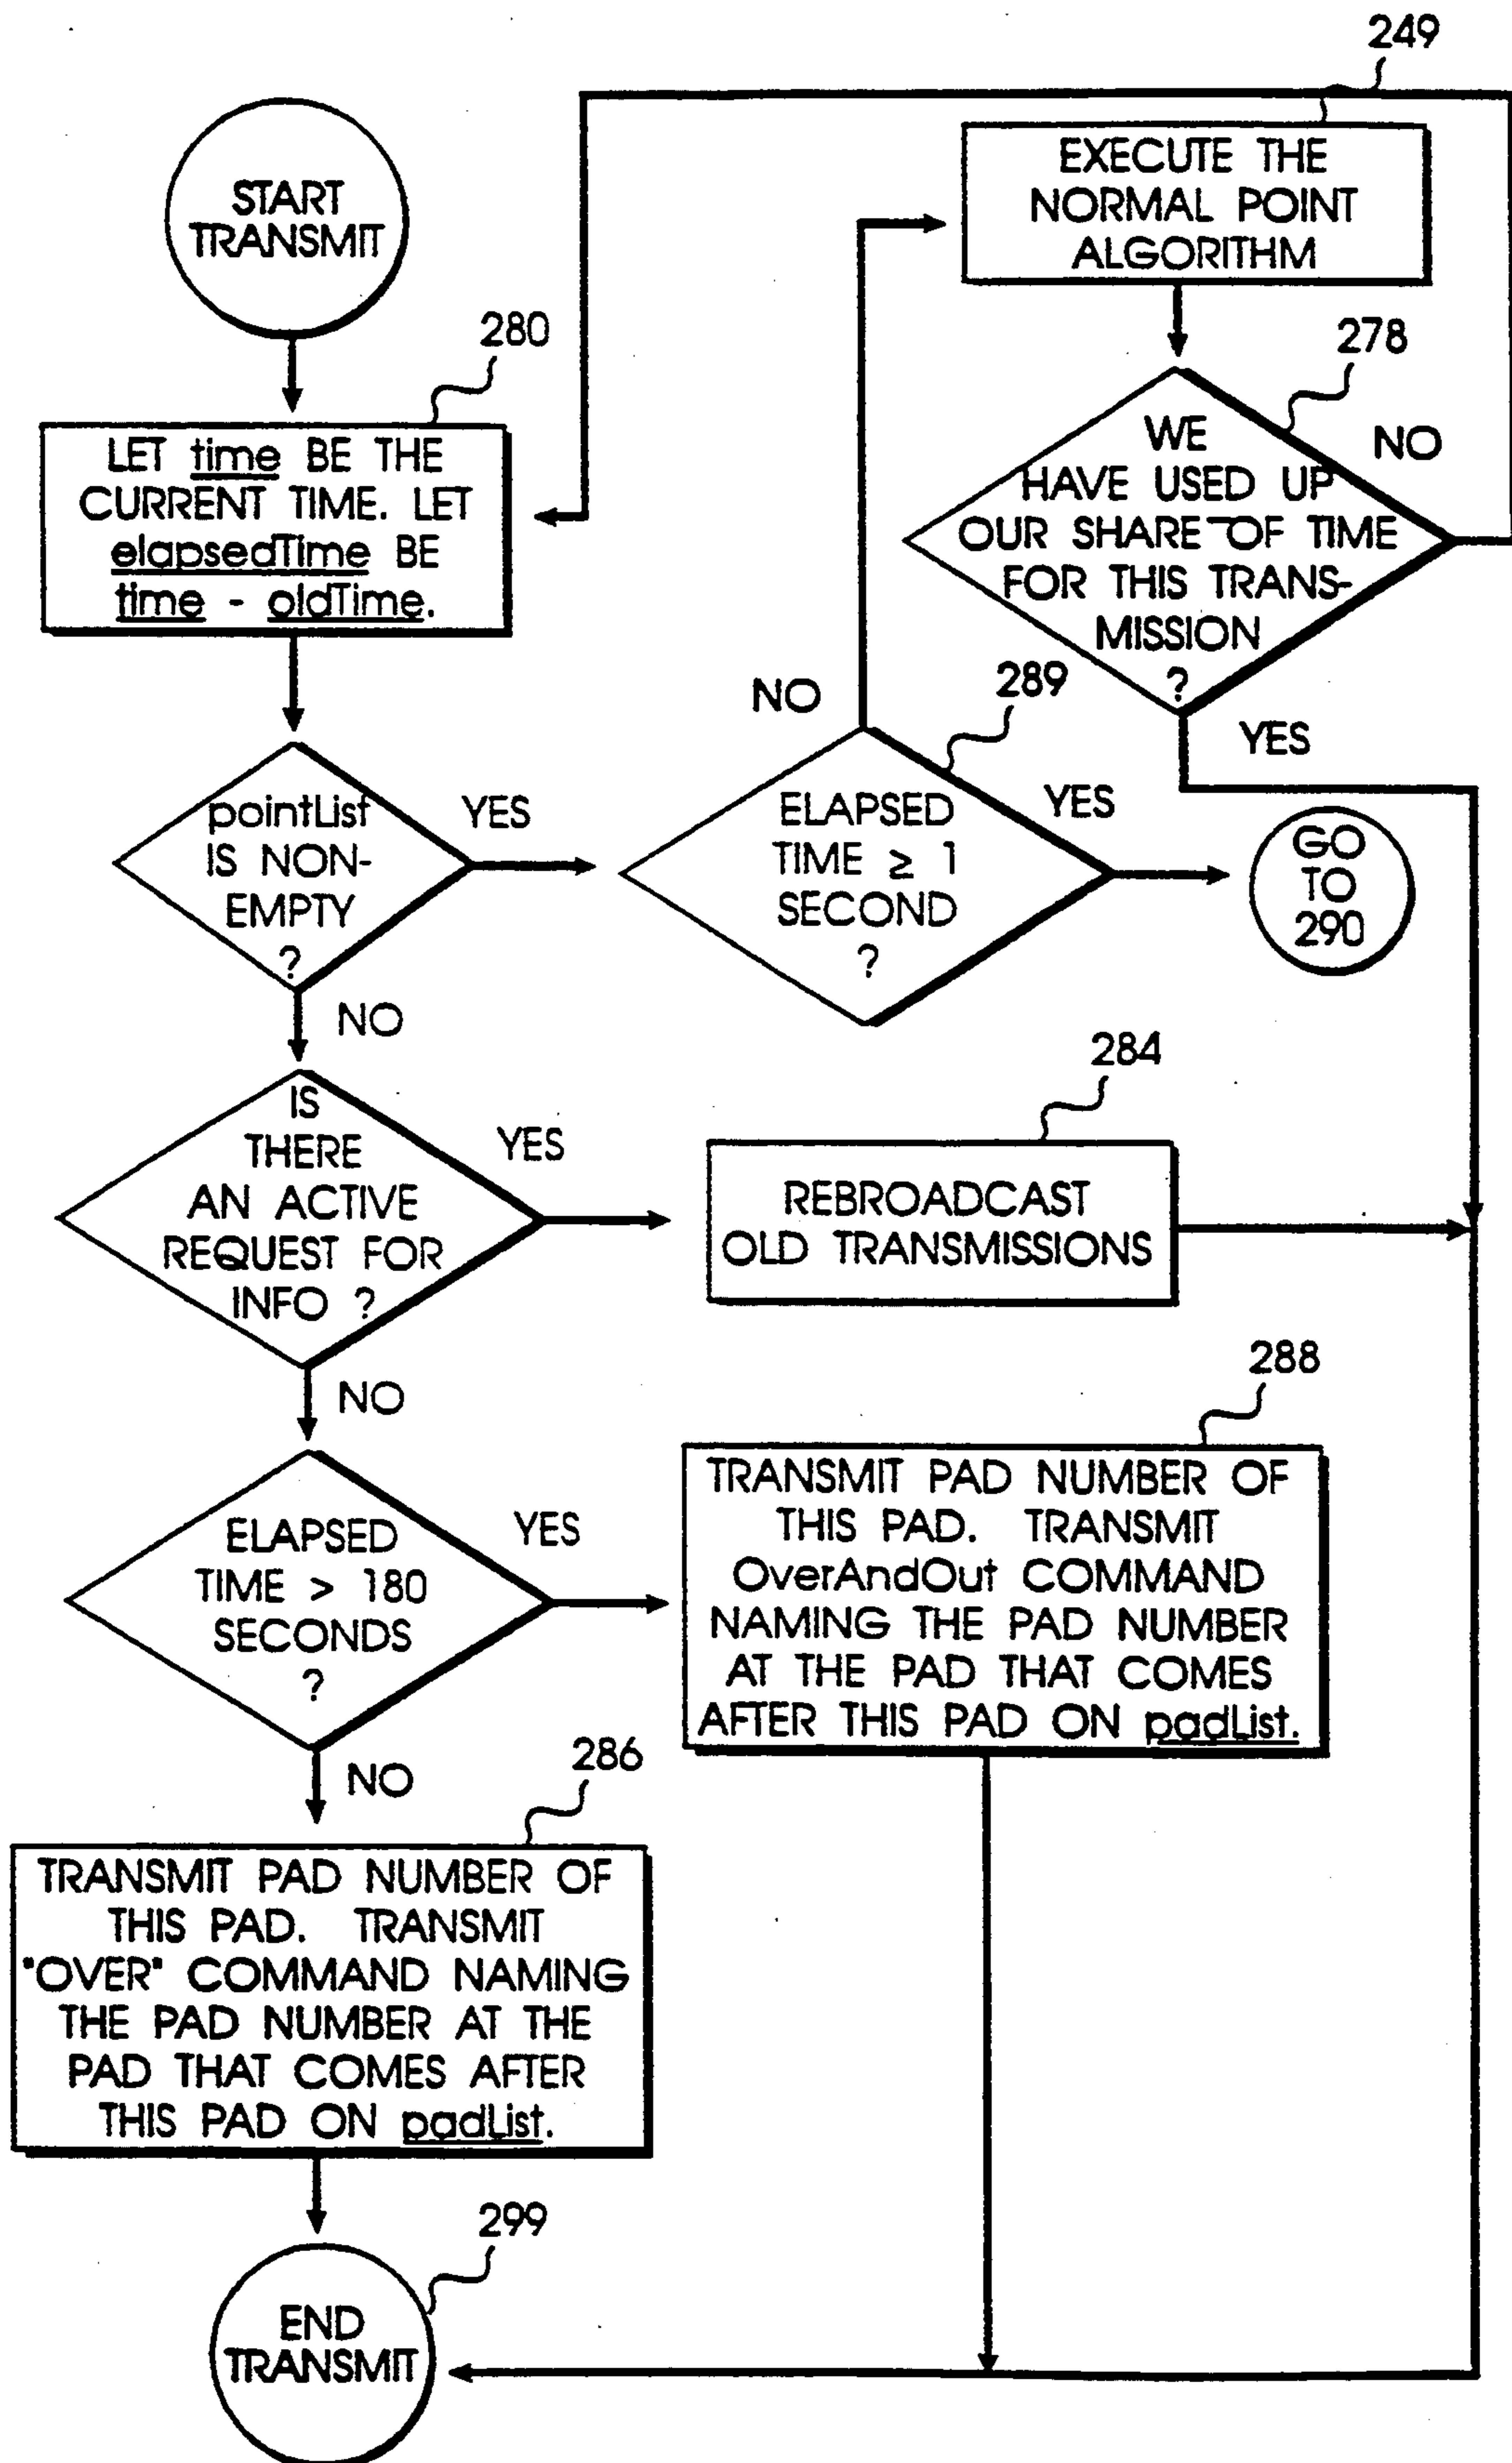 249
START
TRANSMIT
EXECUTE THE
NORMAL POINT
ALGORITHM
280
278
LET time BE THE
CURRENT TIME. LET
elapsedTime BE
time - oldTime.
WE
HAVE USED UP
OUR SHARE OF TIME
FOR THIS TRANS-
MISSION
?
NO
YES
289
NO
pointList
IS NON-
EMPTY
?
YES
ELAPSED
TIME ≥ 1
SECOND
?
YES
GO
TO
290
NO
284
IS
THERE
AN ACTIVE
REQUEST FOR
INFO ?
YES
REBROADCAST
OLD TRANSMISSIONS
NO
288
ELAPSED
TIME > 180
SECONDS
?
YES
TRANSMIT PAD NUMBER OF
THIS PAD. TRANSMIT
OverAndOut COMMAND
NAMING THE PAD NUMBER
AT THE PAD THAT COMES
AFTER THIS PAD ON padList.
NO
286
TRANSMIT PAD NUMBER OF
THIS PAD. TRANSMIT
"OVER" COMMAND NAMING
THE PAD NUMBER AT THE
PAD THAT COMES AFTER
THIS PAD ON padList.
299
END
TRANSMIT